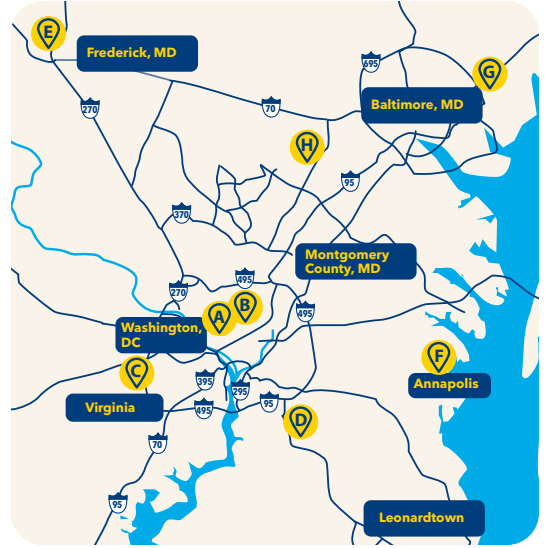 E
Frederick, MD
695
G
270
70
Baltimore, MD
H
95
370
Montgomery
County, MD
495
270
B
A
495
Washington,
DC
F
C
395
Annapolis
295
95
Virginia
495
D
70
95
Leonardtown